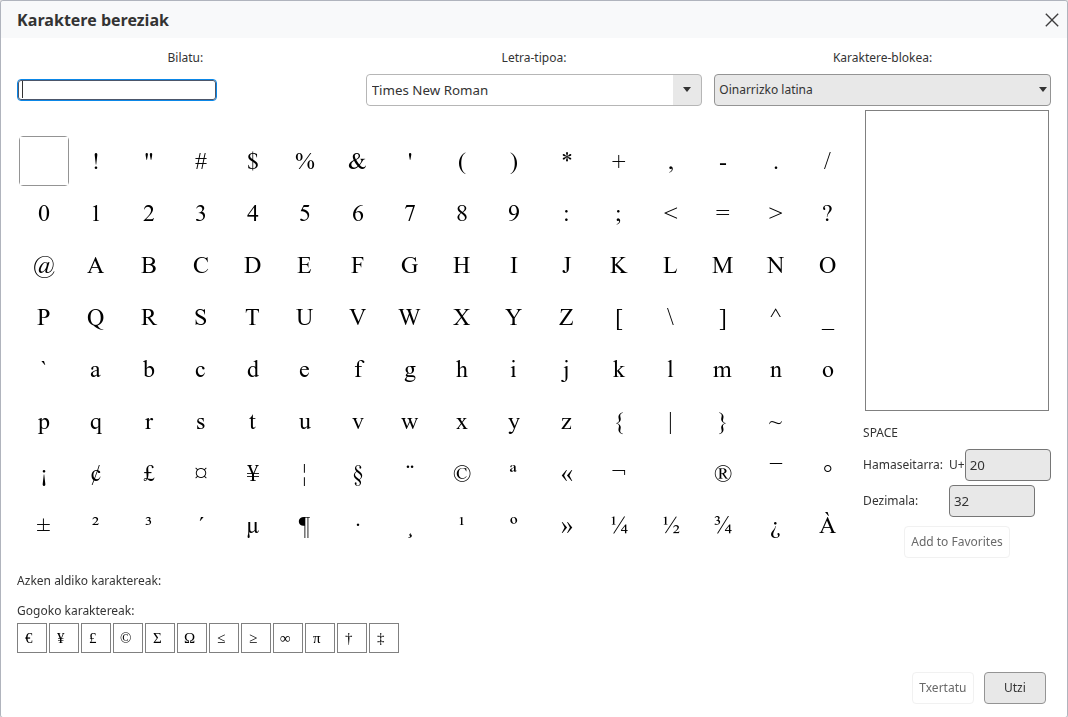 Karaktere bereziak
Bilatu: Letra-tipoa: Karaktere-blokea:
Times New Roman Oinarrizko latina
! " # $ % & ' ( ) * + , - . /
0 1 2 3 4 5 6 7 8 9 : ; < = > ?
@ A B C D E F G H I J K L M N O
P Q R S T U V W X Y Z [ \ ] ^ _
` a b c d e f g h i j k l m n o
p q r s t u v w x y z { | } ~
¡ ¢ £ ¤ ¥ ¦ § ¨ © ª « ¬ ® ¯ °
± ² ³ ´ µ ¶ · ¸ ¹ º » ¼ ½ ¾ ¿ À
SPACE
Hamaseitarra: U+ 20
Dezimala: 32
Add to Favorites
Azken aldiko karaktereak:
Gogoko karaktereak:
€ ¥ £ © Σ Ω ≤ ≥ ∞ π † ‡
Txertatu Utzi